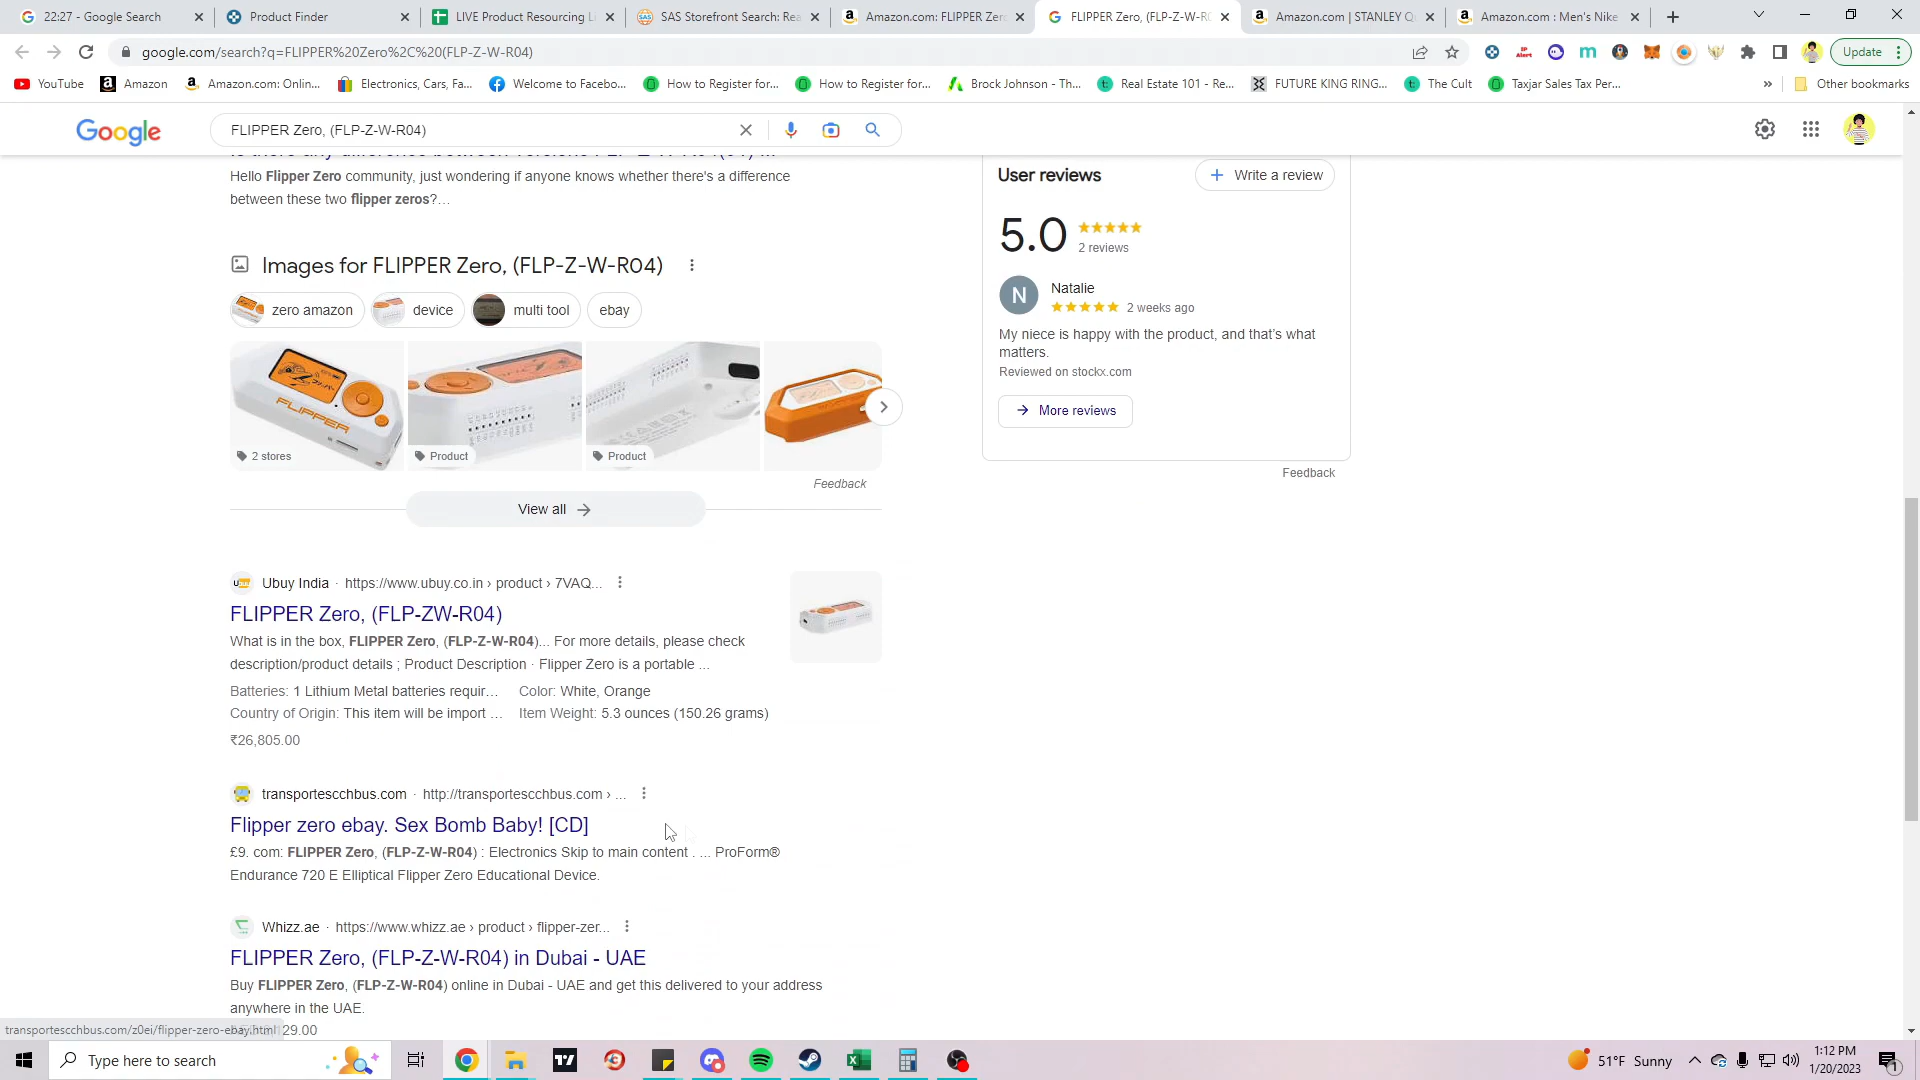 22:27 - Google Search
Product Finder
LIVE Product Resourcing Li
SAS Storefront Search: Rea
Amazon.com: FLIPPER Zero
FLIPPER Zero, (FLP-Z-W-R0
Amazon.com | STANLEY Qu
Amazon.com : Men's Nike
google.com/search?q=FLIPPER%20Zero%2C%20(FLP-Z-W-R04)
Update
YouTube
Amazon
Amazon.com: Onlin...
Electronics, Cars, Fa...
Welcome to Facebo...
How to Register for...
How to Register for...
Brock Johnson - Th...
Real Estate 101 - Re...
FUTURE KING RING...
The Cult
Taxjar Sales Tax Per...
»
Other bookmarks
Google
FLIPPER Zero, (FLP-Z-W-R04)
Hello Flipper Zero community, just wondering if anyone knows whether there's a difference
between these two flipper zeros?...
Images for FLIPPER Zero, (FLP-Z-W-R04)
zero amazon
device
multi tool
ebay
FLIPPER
2 stores
Product
Product
Feedback
View all
Ubuy India · https://www.ubuy.co.in › product › 7VAQ...
FLIPPER Zero, (FLP-ZW-R04)
What is in the box, FLIPPER Zero, (FLP-Z-W-R04)... For more details, please check
description/product details ; Product Description · Flipper Zero is a portable ...
Batteries: 1 Lithium Metal batteries requir... Color: White, Orange
Country of Origin: This item will be import ... Item Weight: 5.3 ounces (150.26 grams)
₹26,805.00
transportescchbus.com · http://transportescchbus.com › ...
Flipper zero ebay. Sex Bomb Baby! [CD]
£9. com: FLIPPER Zero, (FLP-Z-W-R04) : Electronics Skip to main content . ... ProForm®
Endurance 720 E Elliptical Flipper Zero Educational Device.
Whizz.ae · https://www.whizz.ae › product › flipper-zer...
FLIPPER Zero, (FLP-Z-W-R04) in Dubai - UAE
Buy FLIPPER Zero, (FLP-Z-W-R04) online in Dubai - UAE and get this delivered to your address
anywhere in the UAE.
29.00
transportescchbus.com/z0ei/flipper-zero-ebay.html
User reviews
Write a review
5.0
2 reviews
N
Natalie
2 weeks ago
My niece is happy with the product, and that's what
matters.
Reviewed on stockx.com
More reviews
Feedback
Type here to search
51°F Sunny
1:12 PM
1/20/2023
1